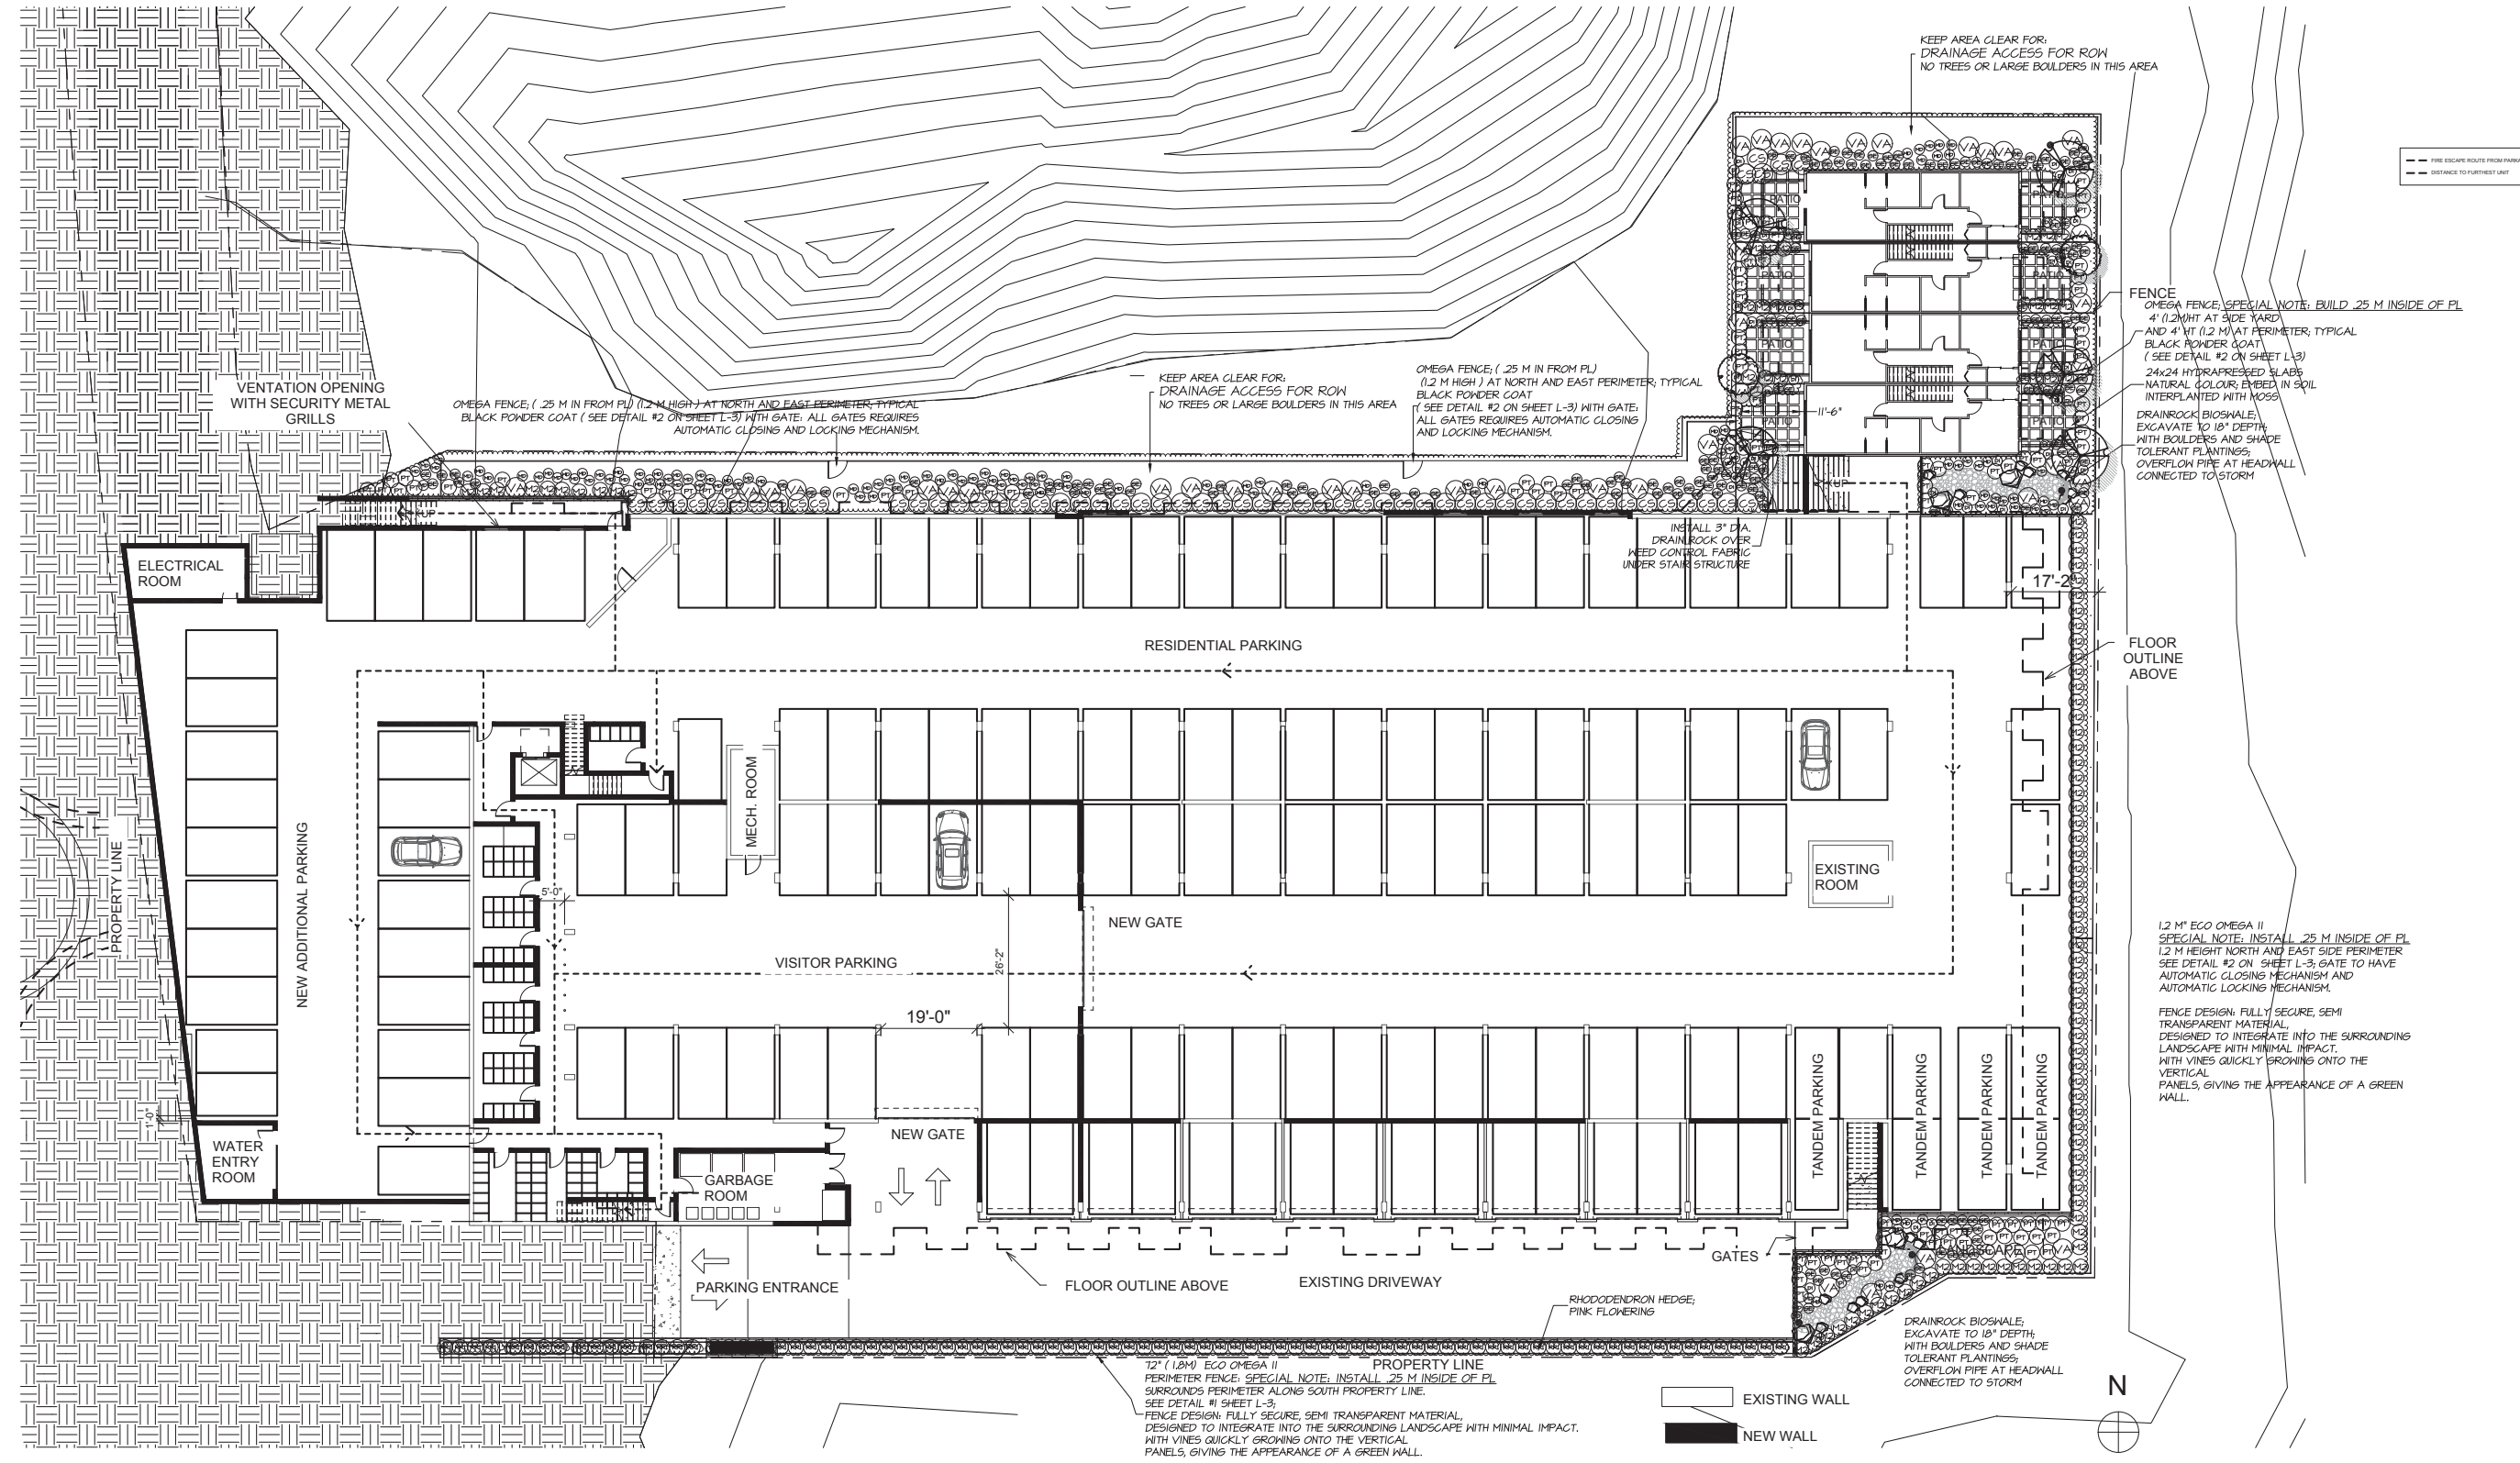 KEEP AREA CLEAR FOR:
DRAINAGE ACCESS FOR ROW
NO TREES OR LARGE BOULDERS IN THIS AREA
FIRE ESCAPE ROUTE FROM PARKA
DISTANCE TO FURTHEST UNIT
PATIO
PATIO
PATIO
PATIO
PATIO
PATIO
PATIO
PATIO
11'-6"
FENCE
OMEGA FENCE; SPECIAL NOTE: BUILD .25 M INSIDE OF PL
4' (1.2M)HT AT SIDE YARD
AND 4' HT (1.2 M) AT PERIMETER; TYPICAL
BLACK POWDER COAT
( SEE DETAIL #2 ON SHEET L-3)
24x24 HYDRAPRESSED SLABS
NATURAL COLOUR; EMBED IN SOIL
INTERPLANTED WITH MOSS
DRAINROCK BIOSWALE;
EXCAVATE TO 18" DEPTH;
WITH BOULDERS AND SHADE
TOLERANT PLANTINGS;
OVERFLOW PIPE AT HEADWALL
CONNECTED TO STORM
VENTATION OPENING
WITH SECURITY METAL
GRILLS
OMEGA FENCE; ( .25 M IN FROM PL) (1.2 M HIGH ) AT NORTH AND EAST PERIMETER, TYPICAL
BLACK POWDER COAT ( SEE DETAIL #2 ON SHEET L-3) WITH GATE: ALL GATES REQUIRES
AUTOMATIC CLOSING AND LOCKING MECHANISM.
KEEP AREA CLEAR FOR:
DRAINAGE ACCESS FOR ROW
NO TREES OR LARGE BOULDERS IN THIS AREA
OMEGA FENCE; ( .25 M IN FROM PL)
(1.2 M HIGH ) AT NORTH AND EAST PERIMETER; TYPICAL
BLACK POWDER COAT
( SEE DETAIL #2 ON SHEET L-3) WITH GATE:
ALL GATES REQUIRES AUTOMATIC CLOSING
AND LOCKING MECHANISM.
UP
UP
INSTALL 3" DIA.
DRAIN ROCK OVER
WEED CONTROL FABRIC
UNDER STAIR STRUCTURE
ELECTRICAL
ROOM
17'-2"
RESIDENTIAL PARKING
FLOOR
OUTLINE
ABOVE
MECH. ROOM
PROPERTY LINE
NEW ADDITIONAL PARKING
5'-0"
EXISTING
ROOM
NEW GATE
VISITOR PARKING
26'-2"
19'-0"
1.2 M" ECO OMEGA II
SPECIAL NOTE: INSTALL .25 M INSIDE OF PL
1.2 M HEIGHT NORTH AND EAST SIDE PERIMETER
SEE DETAIL #2 ON SHEET L-3; GATE TO HAVE
AUTOMATIC CLOSING MECHANISM AND
AUTOMATIC LOCKING MECHANISM.
FENCE DESIGN: FULLY SECURE, SEMI
TRANSPARENT MATERIAL,
DESIGNED TO INTEGRATE INTO THE SURROUNDING
LANDSCAPE WITH MINIMAL IMPACT.
WITH VINES QUICKLY GROWING ONTO THE
VERTICAL
PANELS, GIVING THE APPEARANCE OF A GREEN
WALL.
TANDEM PARKING
TANDEM PARKING
TANDEM PARKING
TANDEM PARKING
1'-0"
WATER
ENTRY
ROOM
NEW GATE
GARBAGE
ROOM
GATES
LANDSCAPE
PARKING ENTRANCE
FLOOR OUTLINE ABOVE
EXISTING DRIVEWAY
RHODODENDRON HEDGE;
PINK FLOWERING
DRAINROCK BIOSWALE;
EXCAVATE TO 18" DEPTH;
WITH BOULDERS AND SHADE
TOLERANT PLANTINGS;
OVERFLOW PIPE AT HEADWALL
CONNECTED TO STORM
72" ( 1.8M) ECO OMEGA II
PROPERTY LINE
PERIMETER FENCE: SPECIAL NOTE: INSTALL .25 M INSIDE OF PL
SURROUNDS PERIMETER ALONG SOUTH PROPERTY LINE.
SEE DETAIL #1 SHEET L-3;
FENCE DESIGN: FULLY SECURE, SEMI TRANSPARENT MATERIAL,
DESIGNED TO INTEGRATE INTO THE SURROUNDING LANDSCAPE WITH MINIMAL IMPACT.
WITH VINES QUICKLY GROWING ONTO THE VERTICAL
PANELS, GIVING THE APPEARANCE OF A GREEN WALL.
EXISTING WALL
NEW WALL
N